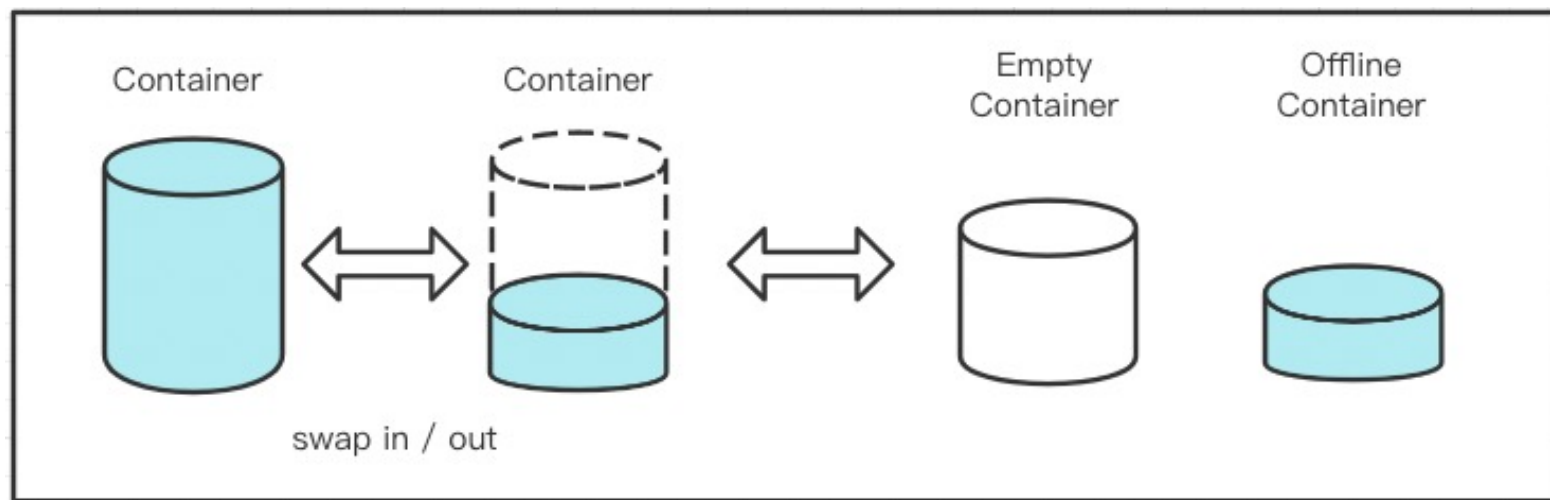 Container
Container
Empty
Container
Offline
Container
swap in / out